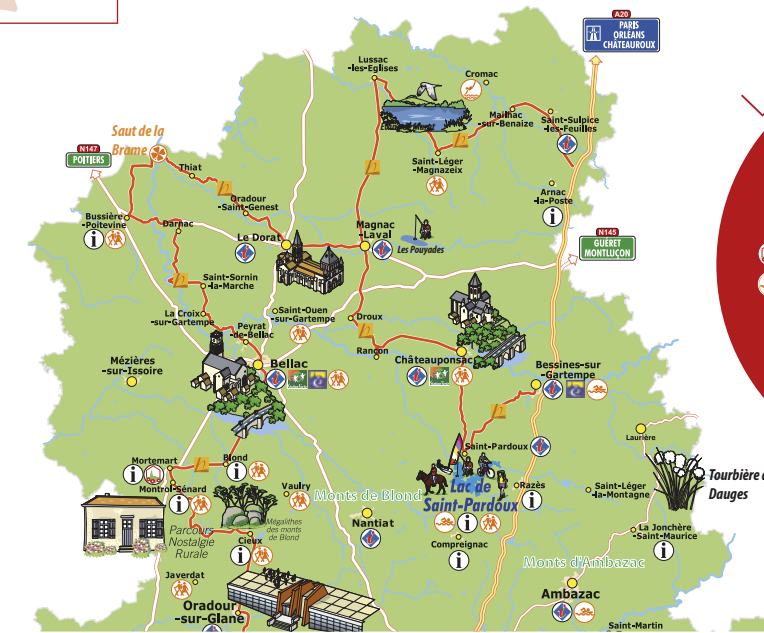 A20
PARIS
ORLÉANS
CHÂTEAUROUX
Lussac
-les-Eglises
Cromac
Mailhac
-sur-Benaize
Saint-Sulpice
-les-Feuilles
Saut de la
Brame
N147
POITIERS
Thiat
Saint-Léger
-Magnazeix
Oradour
-Saint-Genest
Arnac
-la-Poste
Bussière
-Poitevine
Darnac
Le Dorat
Magnac
-Laval
Les Pouyades
N145
GUÉRET
MONTLUÇON
Saint-Sornin
-la-Marche
La Croix
-sur-Gartempe
Saint-Ouen
-sur-Gartempe
Droux
Peyrat
-de-Bellac
Rancon
Mézières
-sur-Issoire
Bellac
Châteauponsac
Bessines-sur
-Gartempe
Laurière
Mortemart
Blond
Saint-Pardoux
Montrol-Sénard
Vaulry
Monts de Blond
Lac de
Saint-Pardoux
Razès
Saint-Léger
-la-Montagne
Tourbière
Dauges
Parcours
Nostalgie
Rurale
Mégalithes
des monts
de Blond
Cieux
Nantiat
Compreignac
La Jonchère
-Saint-Maurice
Monts d'Ambazac
Javerdat
Oradour
-sur-Glane
Ambazac
Saint-Martin